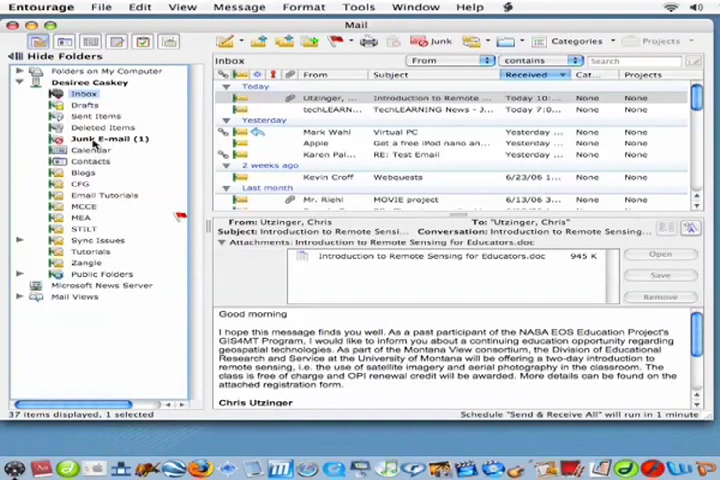 Entourage File Edit View Message Format Tools Window Help
Mail
Junk Categories Projects
Hide Folders
Folders on My Computer
Desiree Caskey
Inbox
Drafts
Sent Items
Deleted Items
Junk E-mail (1)
Calendar
Contacts
Blogs
CFG
Email Tutorials
MCCE
MEA
STILT
Sync Issues
Tutorials
Zangle
Public Folders
Microsoft News Server
Mail Views
Inbox From contains Search
From Subject Received Cat... Projects
Today
Utzinger, ... Introduction to Remote ... Today 10: None None
techLEARNING... techLEARNING News - J... Today 7:0 None None
Yesterday
Mark Wahl Virtual PC Yesterday ... None None
Apple Get a free iPod nano an... Yesterday ... None None
Karen Pal... RE: Test Email Yesterday ... None None
2 weeks ago
Kevin Croff Webquests 6/23/06 ... None None
Last month
Mr. Riehl MOVIE project 6/23/06 ... None None
From: Utzinger, Chris To: "Utzinger, Chris"
Subject: Introduction to Remote Sensi... Conversation: Introduction to Remote Sensing...
Attachments: Introduction to Remote Sensing for Educators.doc
Introduction to Remote Sensing for Educators.doc 945 K
Open
Save
Remove
Good morning
I hope this message finds you well. As a past participant of the NASA EOS Education Project's
GIS4MT Program, I would like to inform you about a continuing education opportunity regarding
geospatial technologies. As part of the Montana View consortium, the Division of Educational
Research and Service at the University of Montana will be offering a two-day introduction to
remote sensing, i.e. the use of satellite imagery and aerial photography in the classroom. The
class is free of charge and OPI renewal credit will be awarded. More details can be found on the
attached registration form.
Chris Utzinger
37 items displayed, 1 selected
Schedule "Send & Receive All" will run in 1 minute